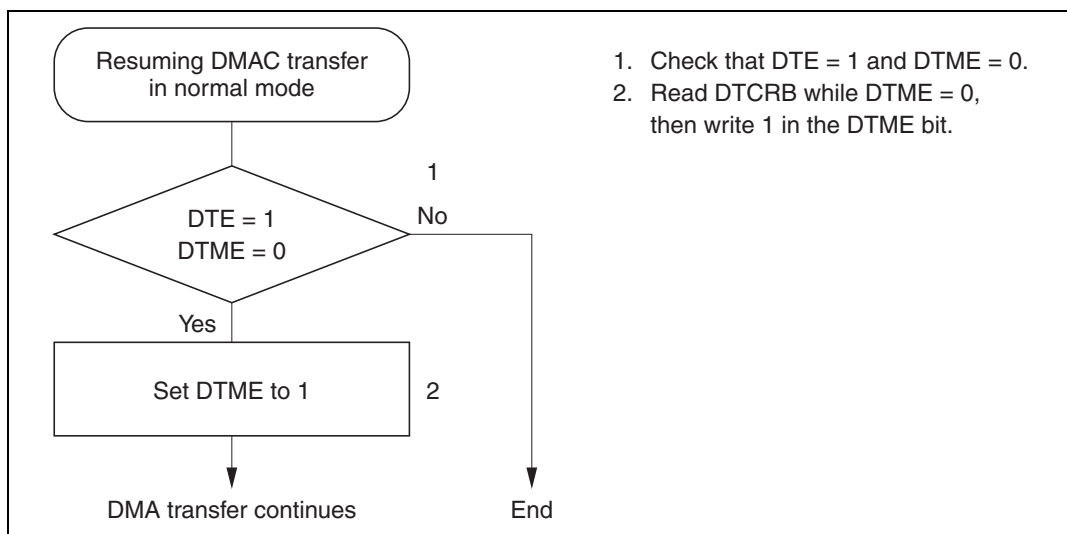 Resuming DMAC transfer
in normal mode
1. Check that DTE = 1 and DTME = 0.
2. Read DTCRB while DTME = 0,
then write 1 in the DTME bit.
1
DTE = 1
DTME = 0
No
Yes
Set DTME to 1
2
DMA transfer continues
End